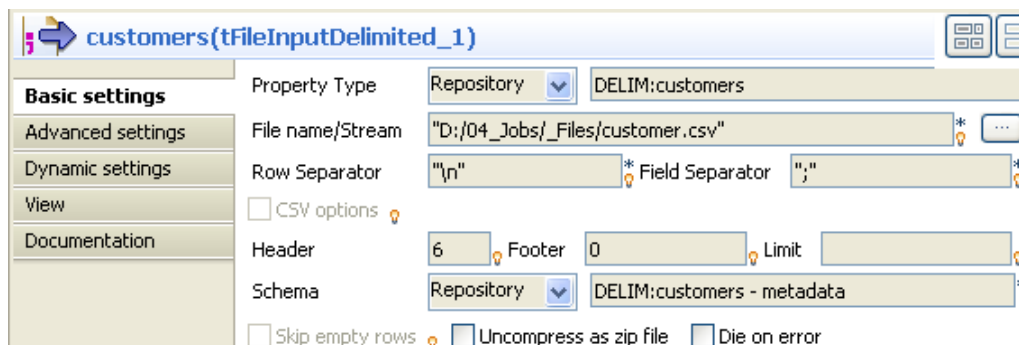 customers(tFileInputDelimited_1)
Basic settings
Advanced settings
Dynamic settings
View
Documentation
Property Type Repository DELIM:customers
File name/Stream "D:/04_Jobs/_Files/customer.csv" * ...
Row Separator "\n" * Field Separator ";" *
CSV options
Header 6 Footer 0 Limit
Schema Repository DELIM:customers - metadata *
Skip empty rows Uncompress as zip file Die on error